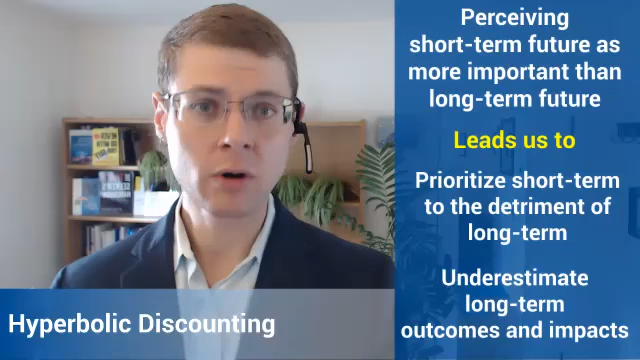 Perceiving
short-term future as
more important than
long-term future
Leads us to
Prioritize short-term
to the detriment of
long-term
Underestimate
long-term
outcomes and impacts
Hyperbolic Discounting